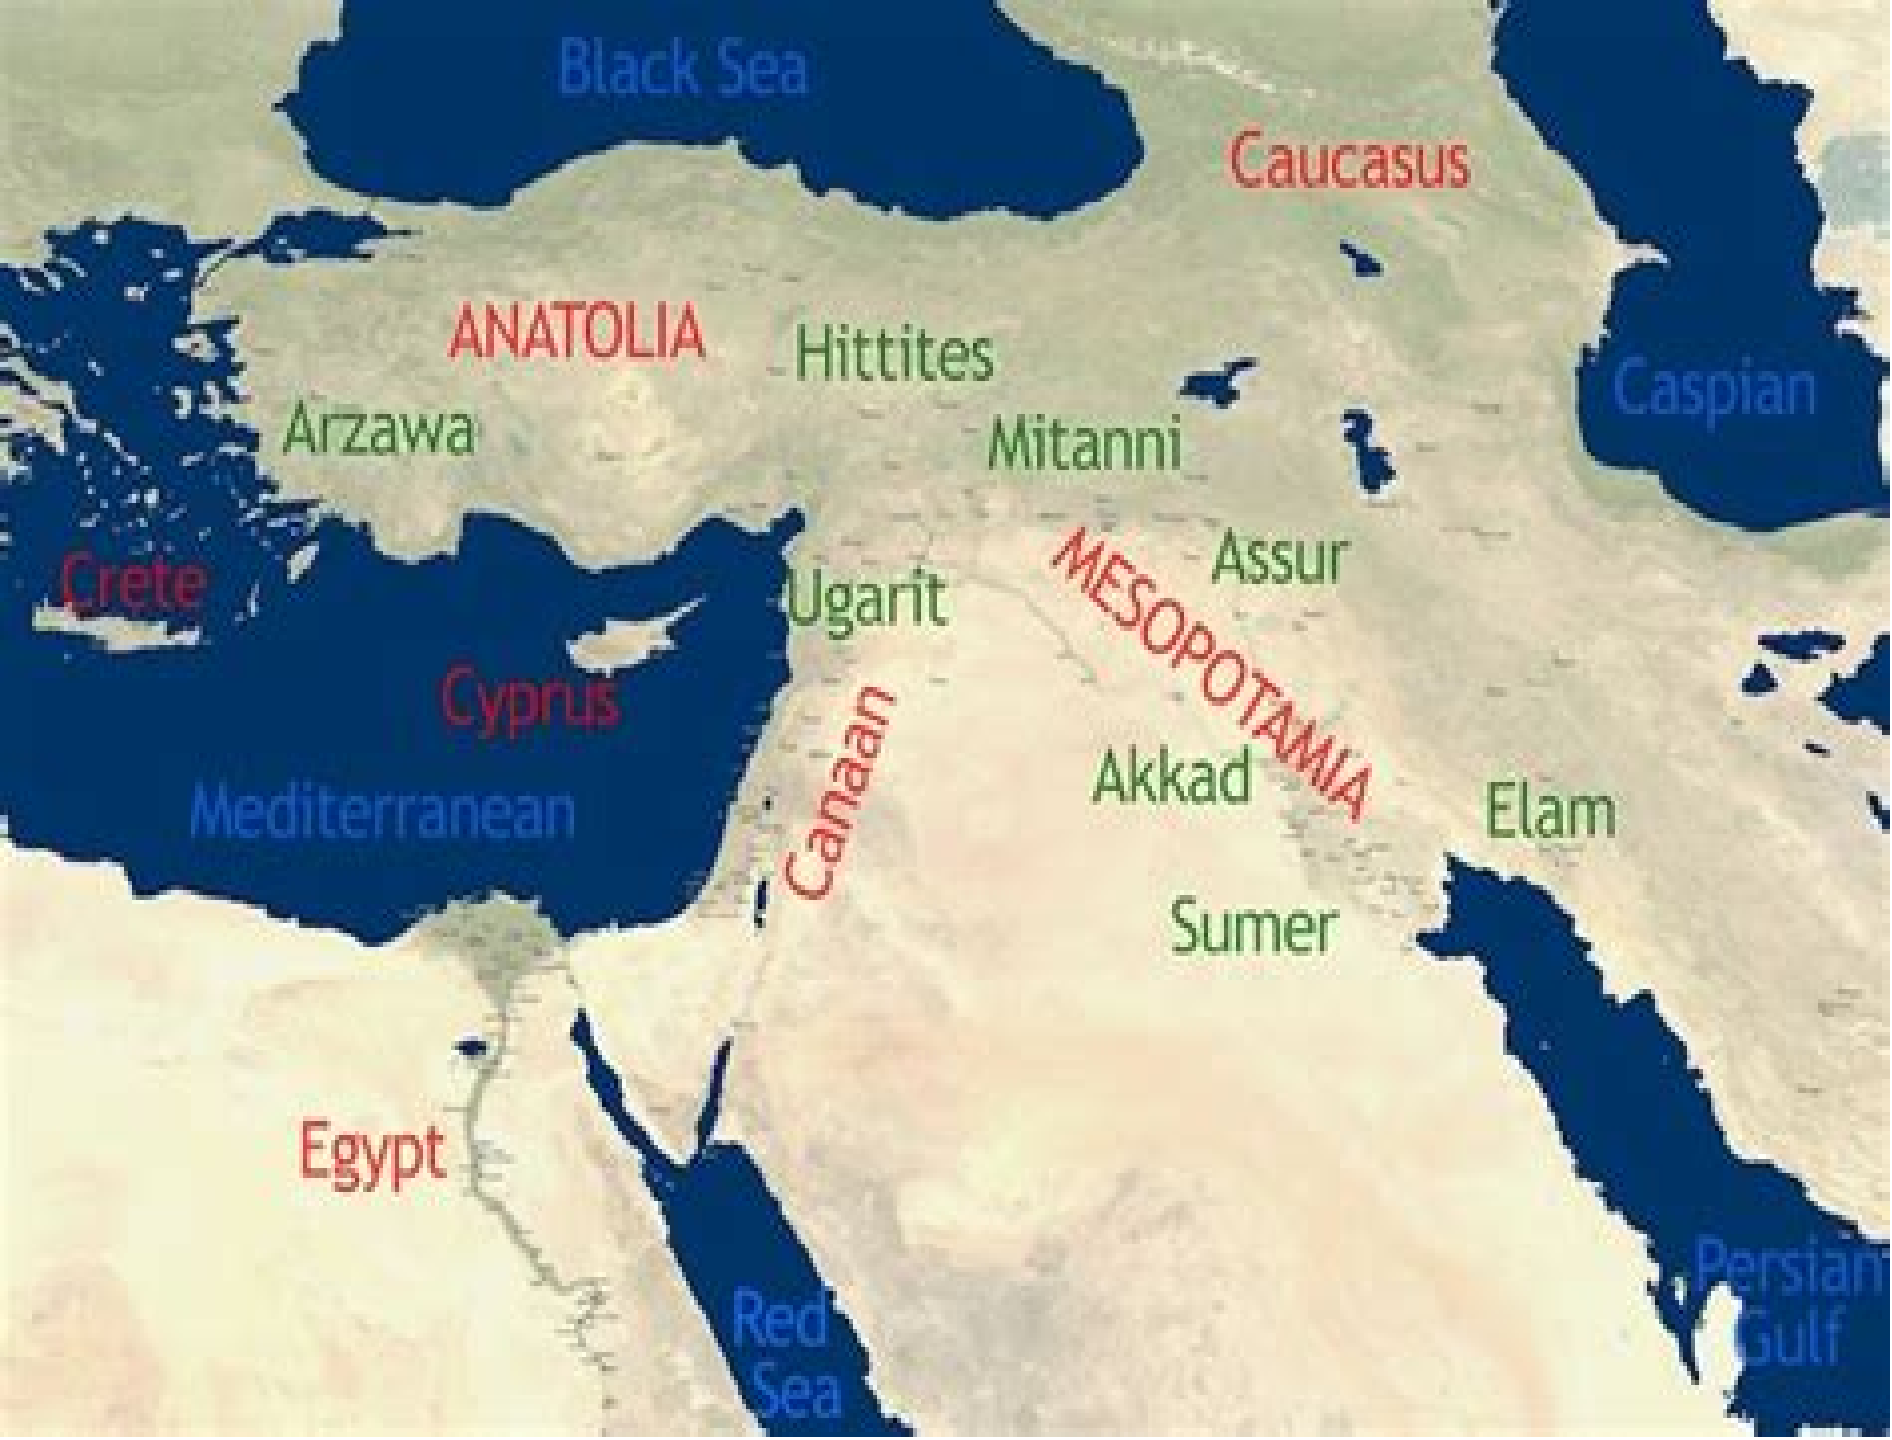 Black Sea
Caucasus
ANATOLIA
Hittites
Caspian
Arzawa
Mitanni
Crete
Ugarit
MESOPOTAMIA
Assur
Cyprus
Canaan
Akkad
Mediterranean
Elam
Sumer
Egypt
Red
Sea
Persian
Gulf